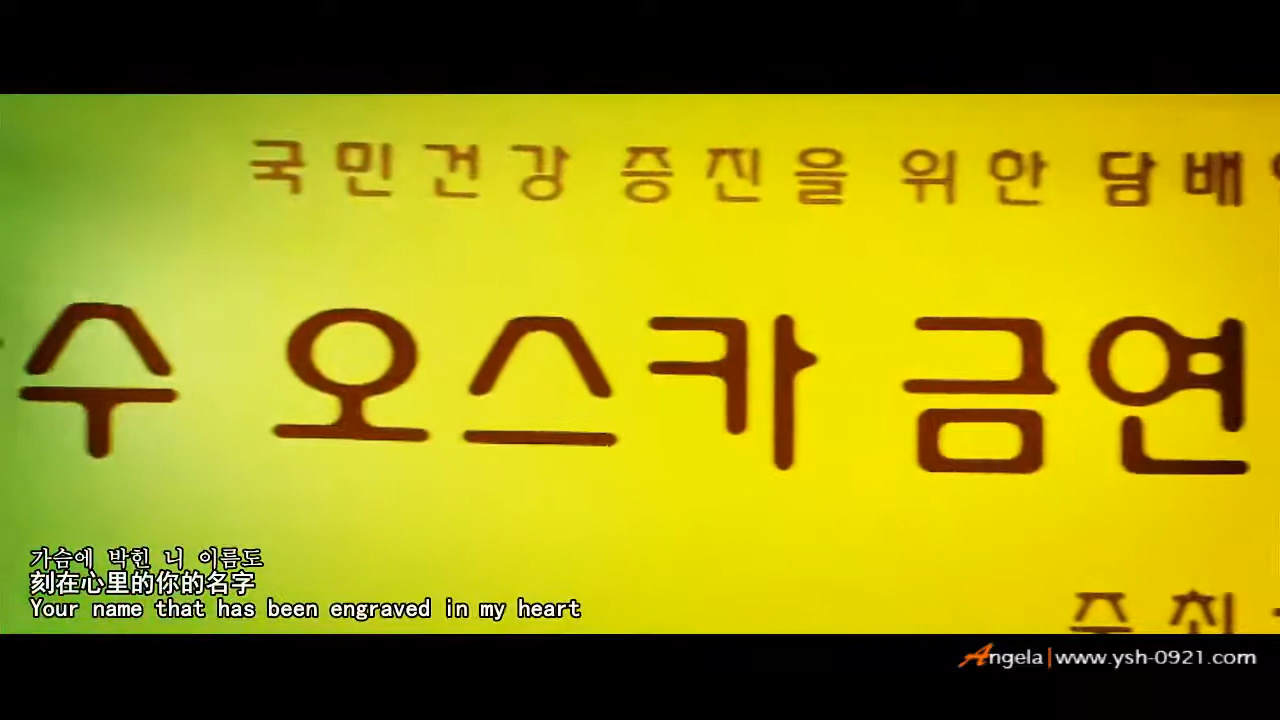 국민건강 증진을 위한 담배
수 오스카 금연
주최
가슴에 박힌 니 이름도
刻在心里的你的名字
Your name that has been engraved in my heart
Angela|www.ysh-0921.com